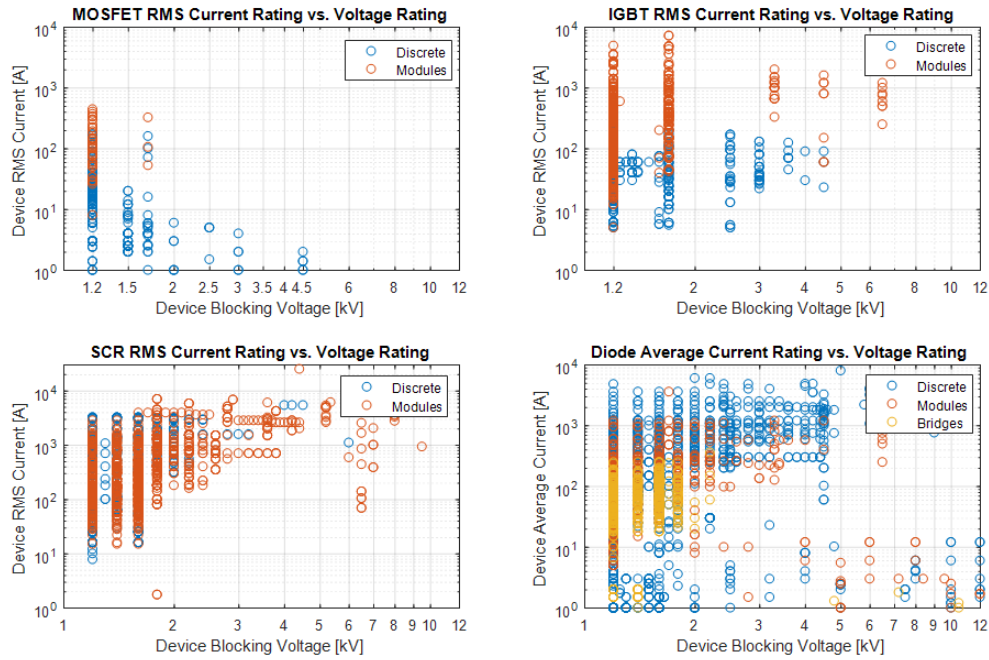 MOSFET RMS Current Rating vs. Voltage Rating
Device RMS Current [A]
10^4
10^3
10^2
10^1
10^0
Discrete
Modules
1.2 1.5 2 2.5 3 3.5 4 4.5 6 7 8 9 10 12
Device Blocking Voltage [kV]
IGBT RMS Current Rating vs. Voltage Rating
Device RMS Current [A]
10^4
10^3
10^2
10^1
10^0
Discrete
Modules
1.2 2 3 4 5 6 7 8 9 10 12
Device Blocking Voltage [kV]
SCR RMS Current Rating vs. Voltage Rating
Device RMS Current [A]
10^4
10^3
10^2
10^1
10^0
Discrete
Modules
1 2 3 4 5 6 7 8 9 10 12
Device Blocking Voltage [kV]
Diode Average Current Rating vs. Voltage Rating
Device Average Current [A]
10^4
10^3
10^2
10^1
10^0
Discrete
Modules
Bridges
1 2 3 4 5 6 7 8 9 10 12
Device Blocking Voltage [kV]